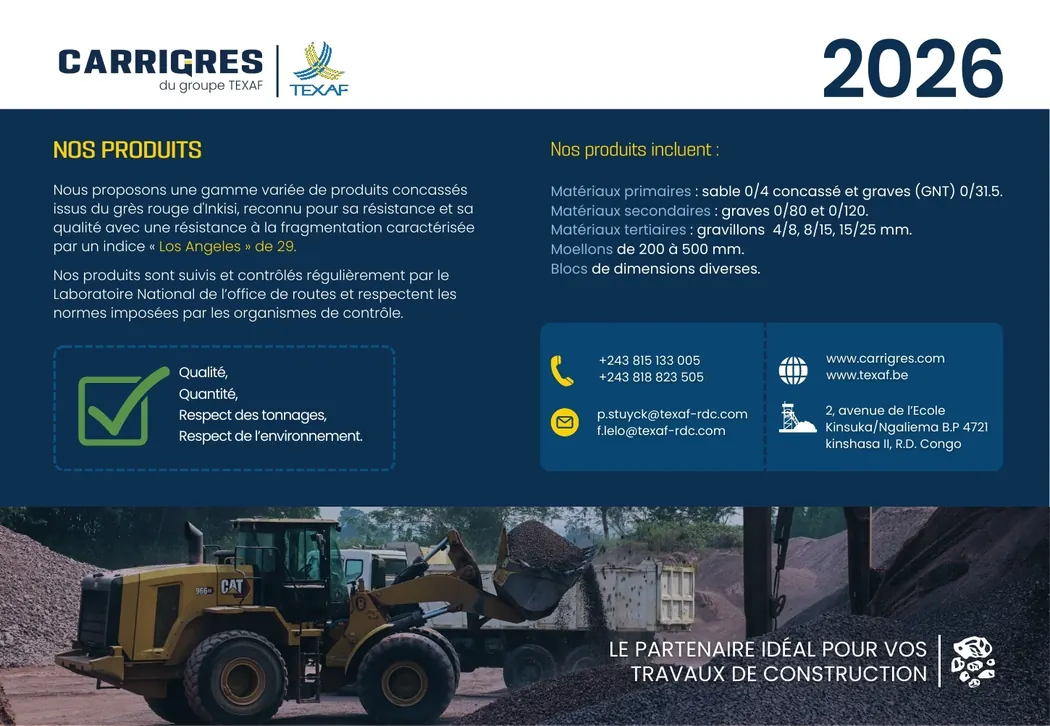 CARRIGRES
du groupe TEXAF
TEXAF
2026
NOS PRODUITS
Nous proposons une gamme variée de produits concassés
issus du grès rouge d'Inkisi, reconnu pour sa résistance et sa
qualité avec une résistance à la fragmentation caractérisée
par un indice « Los Angeles » de 29.
Nos produits sont suivis et contrôlés régulièrement par le
Laboratoire National de l'office de routes et respectent les
normes imposées par les organismes de contrôle.
Qualité,
Quantité,
Respect des tonnages,
Respect de l'environnement.
Nos produits incluent :
Matériaux primaires : sable 0/4 concassé et graves (GNT) 0/31.5.
Matériaux secondaires : graves 0/80 et 0/120.
Matériaux tertiaires : gravillons 4/8, 8/15, 15/25 mm.
Moellons de 200 à 500 mm.
Blocs de dimensions diverses.
+243 815 133 005
+243 818 823 505
p.stuyck@texaf-rdc.com
f.lelo@texaf-rdc.com
www.carrigres.com
www.texaf.be
2, avenue de l'Ecole
Kinsuka/Ngaliema B.P 4721
kinshasa II, R.D. Congo
CAT
LE PARTENAIRE IDÉAL POUR VOS
TRAVAUX DE CONSTRUCTION